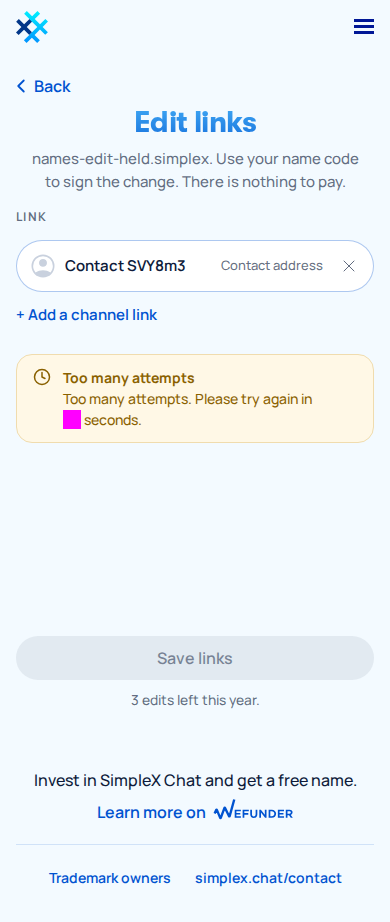 Back
Edit links
names-edit-held.simplex. Use your name code
to sign the change. There is nothing to pay.
LINK
Contact SVY8m3 Contact address
+ Add a channel link
Too many attempts
Too many attempts. Please try again in
seconds.
Save links
3 edits left this year.
Invest in SimpleX Chat and get a free name.
Learn more on WEFUNDER
Trademark owners simplex.chat/contact